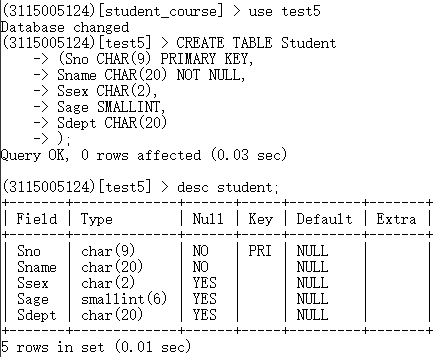 (3115005124)[student_course] > use test5
Database changed
(3115005124)[test5] > CREATE TABLE Student
    -> (Sno CHAR(9) PRIMARY KEY,
    -> Sname CHAR(20) NOT NULL,
    -> Ssex CHAR(2),
    -> Sage SMALLINT,
    -> Sdept CHAR(20)
    -> );
Query OK, 0 rows affected (0.03 sec)

(3115005124)[test5] > desc student;
+-------+-------------+------+-----+---------+-------+
| Field | Type        | Null | Key | Default | Extra |
+-------+-------------+------+-----+---------+-------+
| Sno   | char(9)     | NO   | PRI | NULL    |       |
| Sname | char(20)    | NO   |     | NULL    |       |
| Ssex  | char(2)     | YES  |     | NULL    |       |
| Sage  | smallint(6) | YES  |     | NULL    |       |
| Sdept | char(20)    | YES  |     | NULL    |       |
+-------+-------------+------+-----+---------+-------+
5 rows in set (0.01 sec)